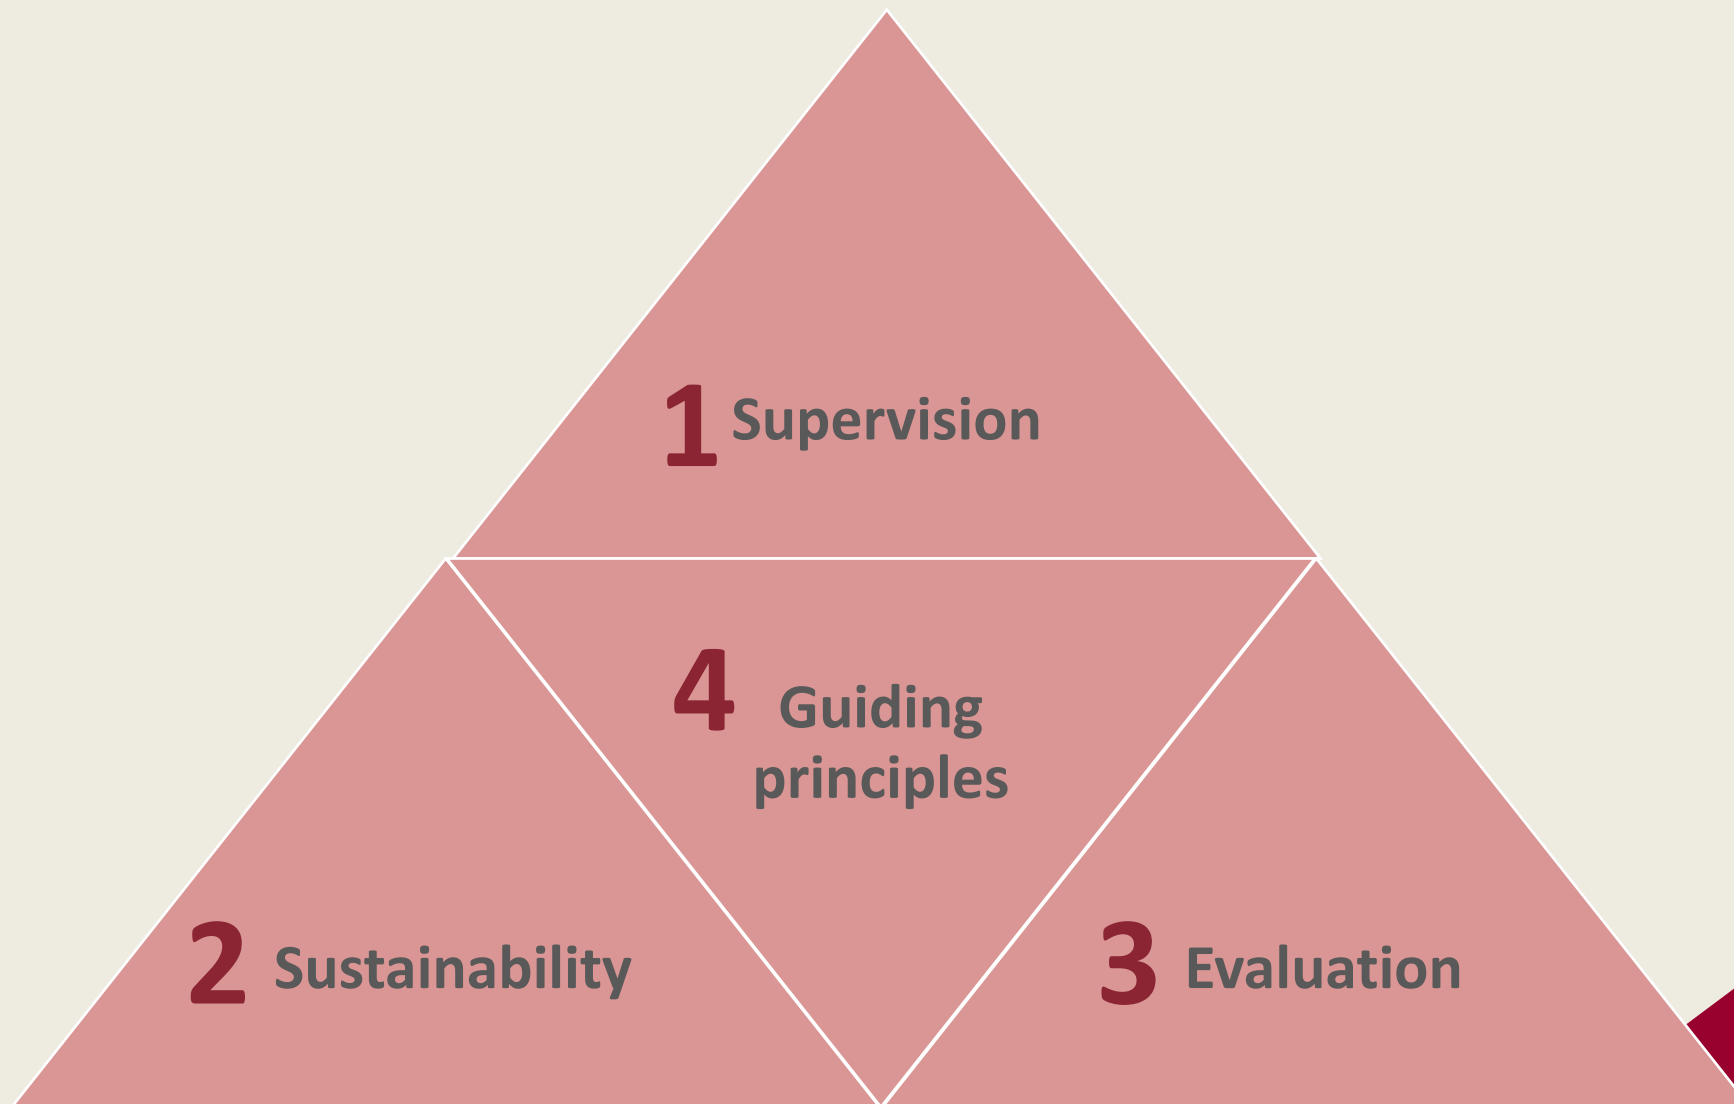 1 Supervision
4 Guiding
principles
2 Sustainability
3 Evaluation